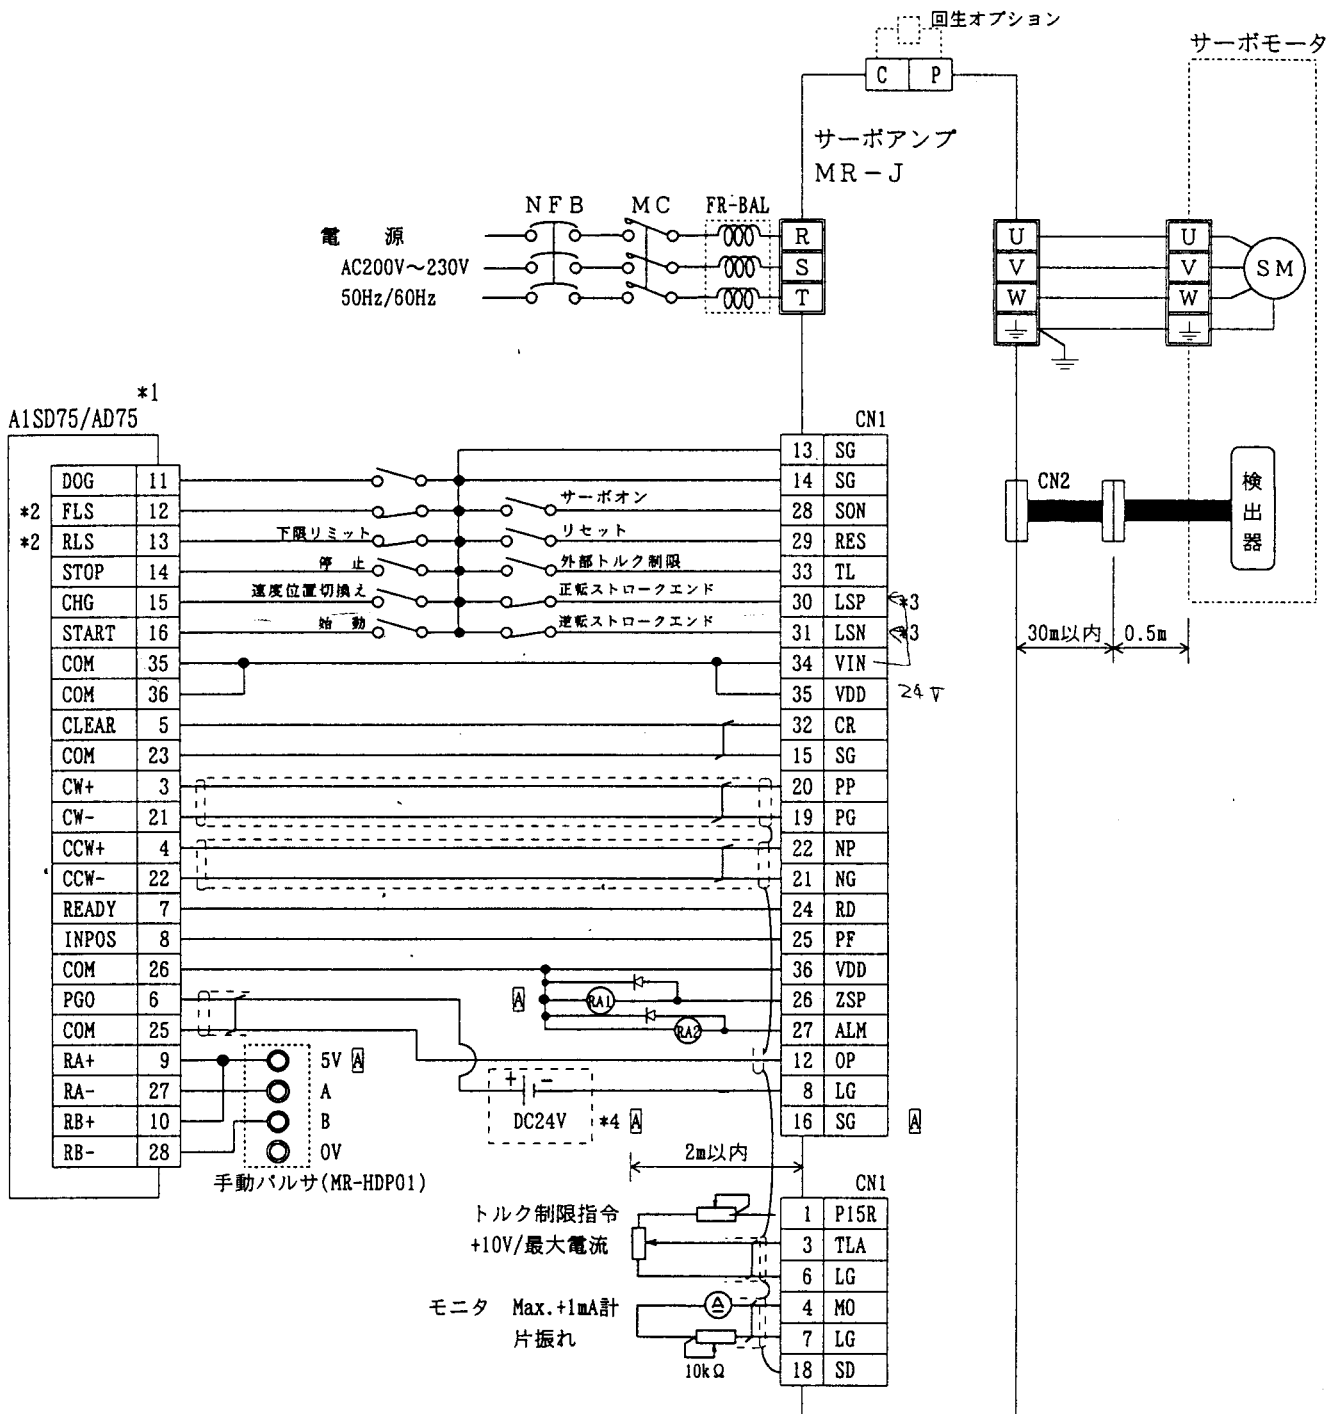 回生オプション
サーボモータ
C P
サーボアンプ
MR-J
NFB MC FR-BAL
電 源
AC200V～230V
50Hz/60Hz
R
S
T
U
V
W
U
V
W
SM
*1
A1SD75/AD75
CN1
13 SG
DOG 11
14 SG
*2 FLS 12
サーボオン
28 SON
*2 RLS 13
下限リミット
リセット
29 RES
STOP 14
停 止
外部トルク制限
33 TL
CHG 15
速度位置切換え
正転ストロークエンド
30 LSP *3
START 16
始 動
逆転ストロークエンド
31 LSN *3
COM 35
34 VIN
COM 36
35 VDD 24V
CLEAR 5
32 CR
COM 23
15 SG
CW+ 3
20 PP
CW- 21
19 PG
CCW+ 4
22 NP
CCW- 22
21 NG
READY 7
24 RD
INPOS 8
25 PF
COM 26
36 VDD
PGO 6
A RA1
26 ZSP
COM 25
RA2
27 ALM
RA+ 9
5V A
12 OP
RA- 27
A
8 LG
RB+ 10
B
16 SG A
RB- 28
0V
+ -
DC24V *4 A
手動パルサ(MR-HDP01)
CN2
検出器
30m以内 0.5m
2m以内
CN1
トルク制限指令
+10V/最大電流
1 P15R
3 TLA
6 LG
モニタ Max.+1mA計
片振れ
A
10kΩ
4 MO
7 LG
18 SD